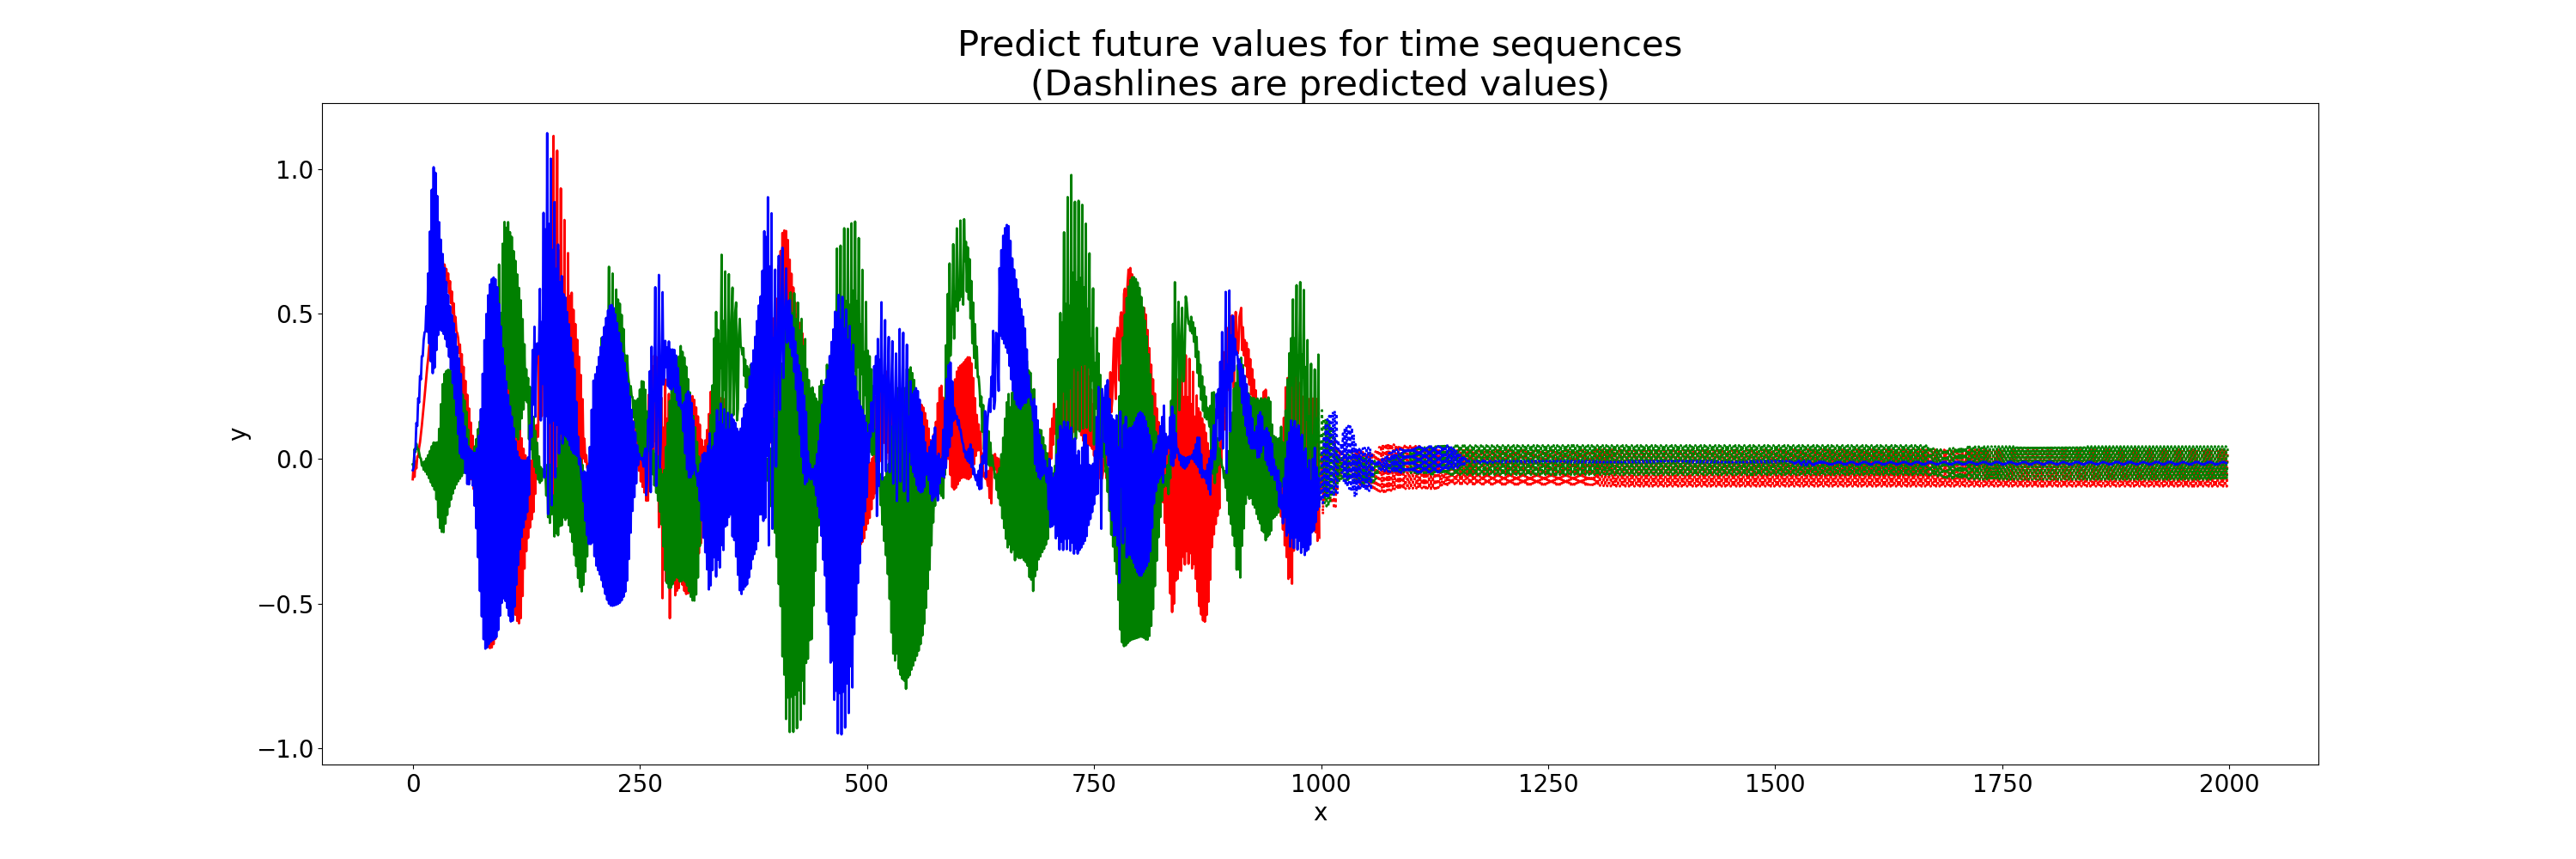 Predict future values for time sequences
(Dashlines are predicted values)
1.0
0.5
0.0
−0.5
−1.0
y
0 250 500 750 1000 1250 1500 1750 2000
x